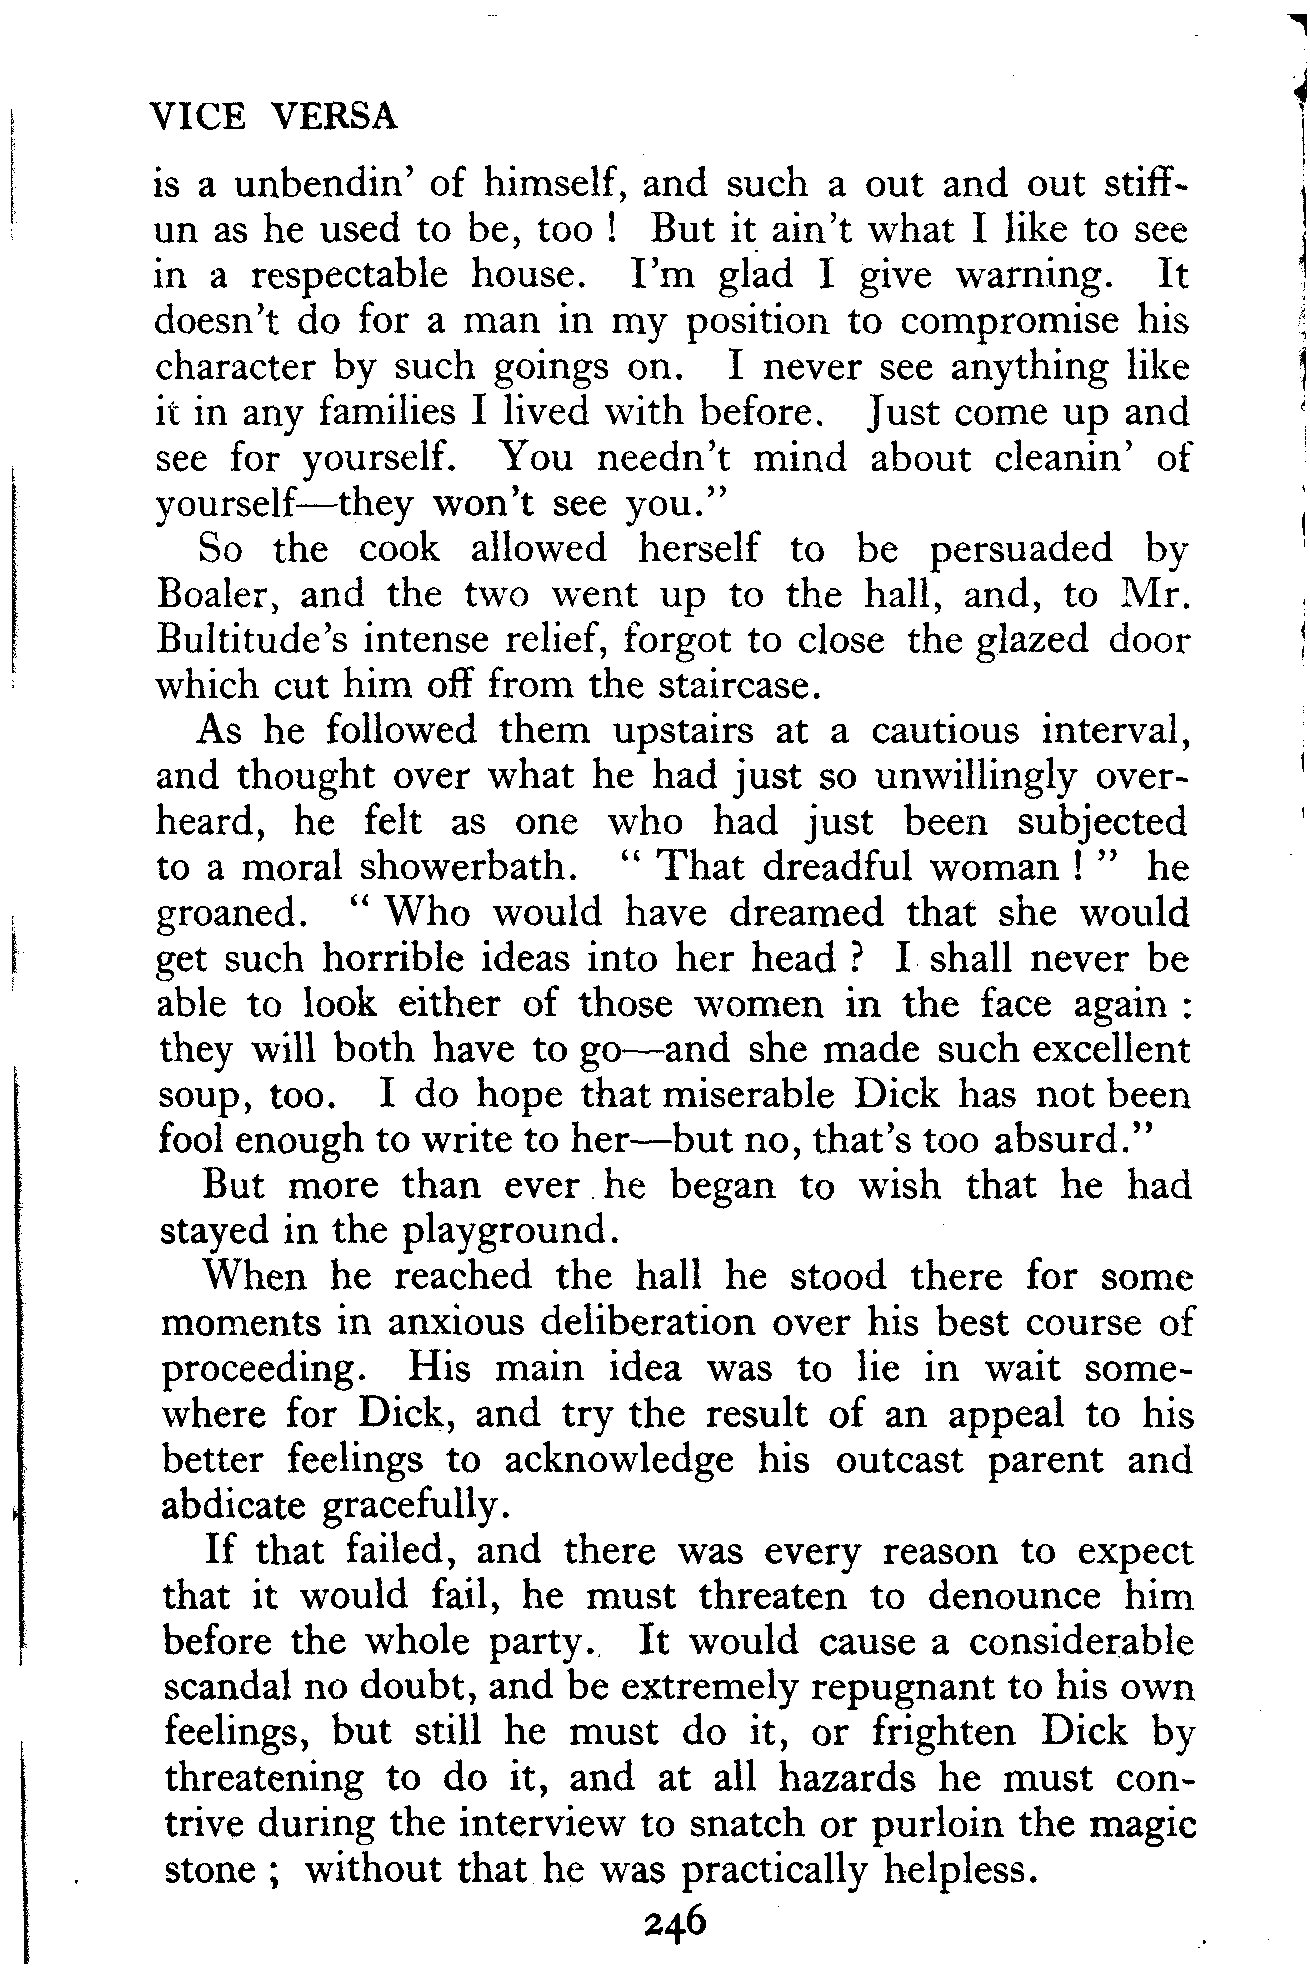 VICE VERSA
is a unbendin' of himself, and such a out and out stiff-
un as he used to be, too ! But it ain't what I like to see
in a respectable house. I'm glad I give warning. It
doesn't do for a man in my position to compromise his
character by such goings on. I never see anything like
it in any families I lived with before. Just come up and
see for yourself. You needn't mind about cleanin' of
yourself—they won't see you."
So the cook allowed herself to be persuaded by
Boaler, and the two went up to the hall, and, to Mr.
Bultitude's intense relief, forgot to close the glazed door
which cut him off from the staircase.
As he followed them upstairs at a cautious interval,
and thought over what he had just so unwillingly over-
heard, he felt as one who had just been subjected
to a moral showerbath. " That dreadful woman ! " he
groaned. " Who would have dreamed that she would
get such horrible ideas into her head ? I shall never be
able to look either of those women in the face again :
they will both have to go—and she made such excellent
soup, too. I do hope that miserable Dick has not been
fool enough to write to her—but no, that's too absurd."
But more than ever he began to wish that he had
stayed in the playground.
When he reached the hall he stood there for some
moments in anxious deliberation over his best course of
proceeding. His main idea was to lie in wait some-
where for Dick, and try the result of an appeal to his
better feelings to acknowledge his outcast parent and
abdicate gracefully.
If that failed, and there was every reason to expect
that it would fail, he must threaten to denounce him
before the whole party. It would cause a considerable
scandal no doubt, and be extremely repugnant to his own
feelings, but still he must do it, or frighten Dick by
threatening to do it, and at all hazards he must con-
trive during the interview to snatch or purloin the magic
stone ; without that he was practically helpless.
246